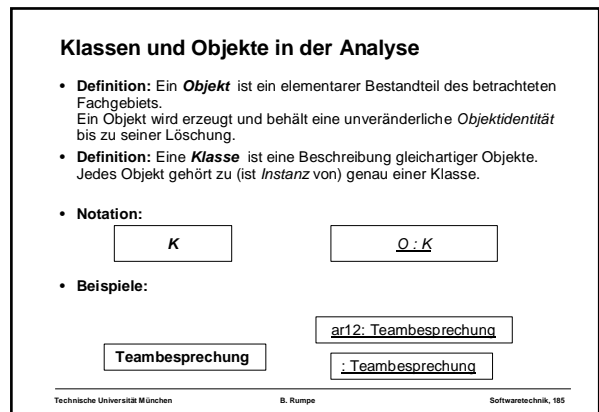 Klassen und Objekte in der Analyse
• Definition: Ein Objekt ist ein elementarer Bestandteil des betrachteten
Fachgebiets.
Ein Objekt wird erzeugt und behält eine unveränderliche Objektidentität
bis zu seiner Löschung.
• Definition: Eine Klasse ist eine Beschreibung gleichartiger Objekte.
Jedes Objekt gehört zu (ist Instanz von) genau einer Klasse.
• Notation:
K
O : K
• Beispiele:
ar12: Teambesprechung
Teambesprechung
: Teambesprechung
Technische Universität München B. Rumpe Softwaretechnik, 185